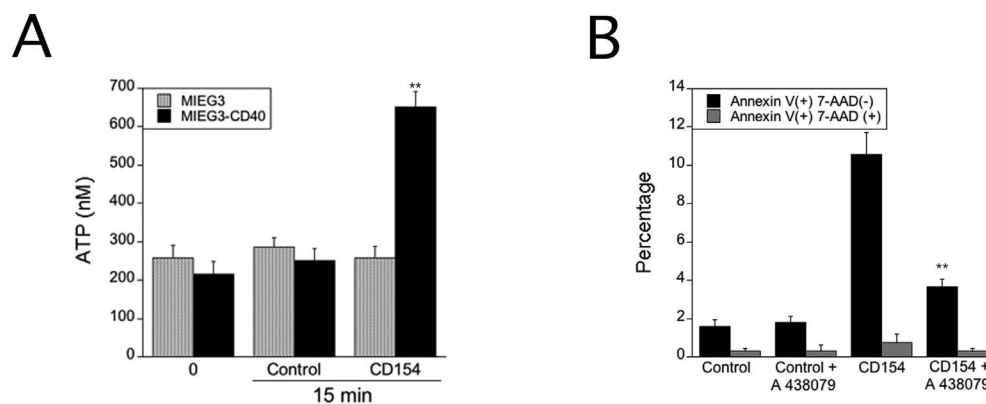 A
ATP (nM)
700
600
500
400
300
200
100
0
MIEG3
MIEG3-CD40
**
0
Control
CD154
15 min
B
Percentage
14
12
10
8
6
4
2
0
Annexin V(+) 7-AAD(-)
Annexin V(+) 7-AAD (+)
**
Control
Control +
A 438079
CD154
CD154 +
A 438079